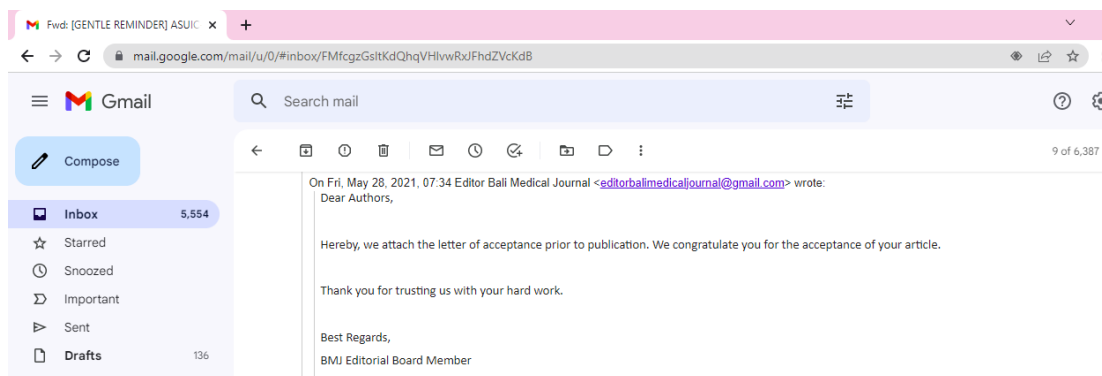 Fwd: [GENTLE REMINDER] ASUIC
mail.google.com/mail/u/0/#inbox/FMfcgzGsltKdQhqVHlvwRxJFhdZVcKdB
Gmail
Search mail
Compose
9 of 6,387
Inbox 5,554
Starred
Snoozed
Important
Sent
Drafts 136
On Fri, May 28, 2021, 07:34 Editor Bali Medical Journal <editorbalimedicaljournal@gmail.com> wrote:
Dear Authors,
Hereby, we attach the letter of acceptance prior to publication. We congratulate you for the acceptance of your article.
Thank you for trusting us with your hard work.
Best Regards,
BMJ Editorial Board Member